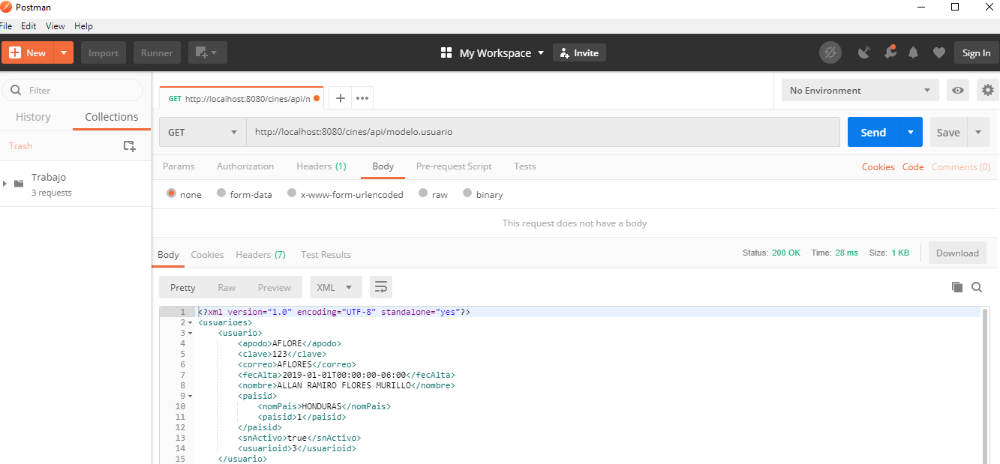 Postman
File Edit View Help
New Import Runner My Workspace Invite Sign In
Filter
History Collections
Trash
Trabajo
3 requests
GET http://localhost:8080/cines/api/n
No Environment
GET http://localhost:8080/cines/api/modelo.usuario Send Save
Params Authorization Headers (1) Body Pre-request Script Tests Cookies Code Comments (0)
none form-data x-www-form-urlencoded raw binary
This request does not have a body
Body Cookies Headers (7) Test Results Status: 200 OK Time: 28 ms Size: 1 KB Download
Pretty Raw Preview XML
1 <?xml version="1.0" encoding="UTF-8" standalone="yes"?>
2 <usuarioes>
3 <usuario>
4 <apodo>AFLORE</apodo>
5 <clave>123</clave>
6 <correo>AFLORES</correo>
7 <fecAlta>2019-01-01T00:00:00-06:00</fecAlta>
8 <nombre>ALLAN RAMIRO FLORES MURILLO</nombre>
9 <paisid>
10 <nomPais>HONDURAS</nomPais>
11 <paisid>1</paisid>
12 </paisid>
13 <snActivo>true</snActivo>
14 <usuarioid>3</usuarioid>
15 </usuario>